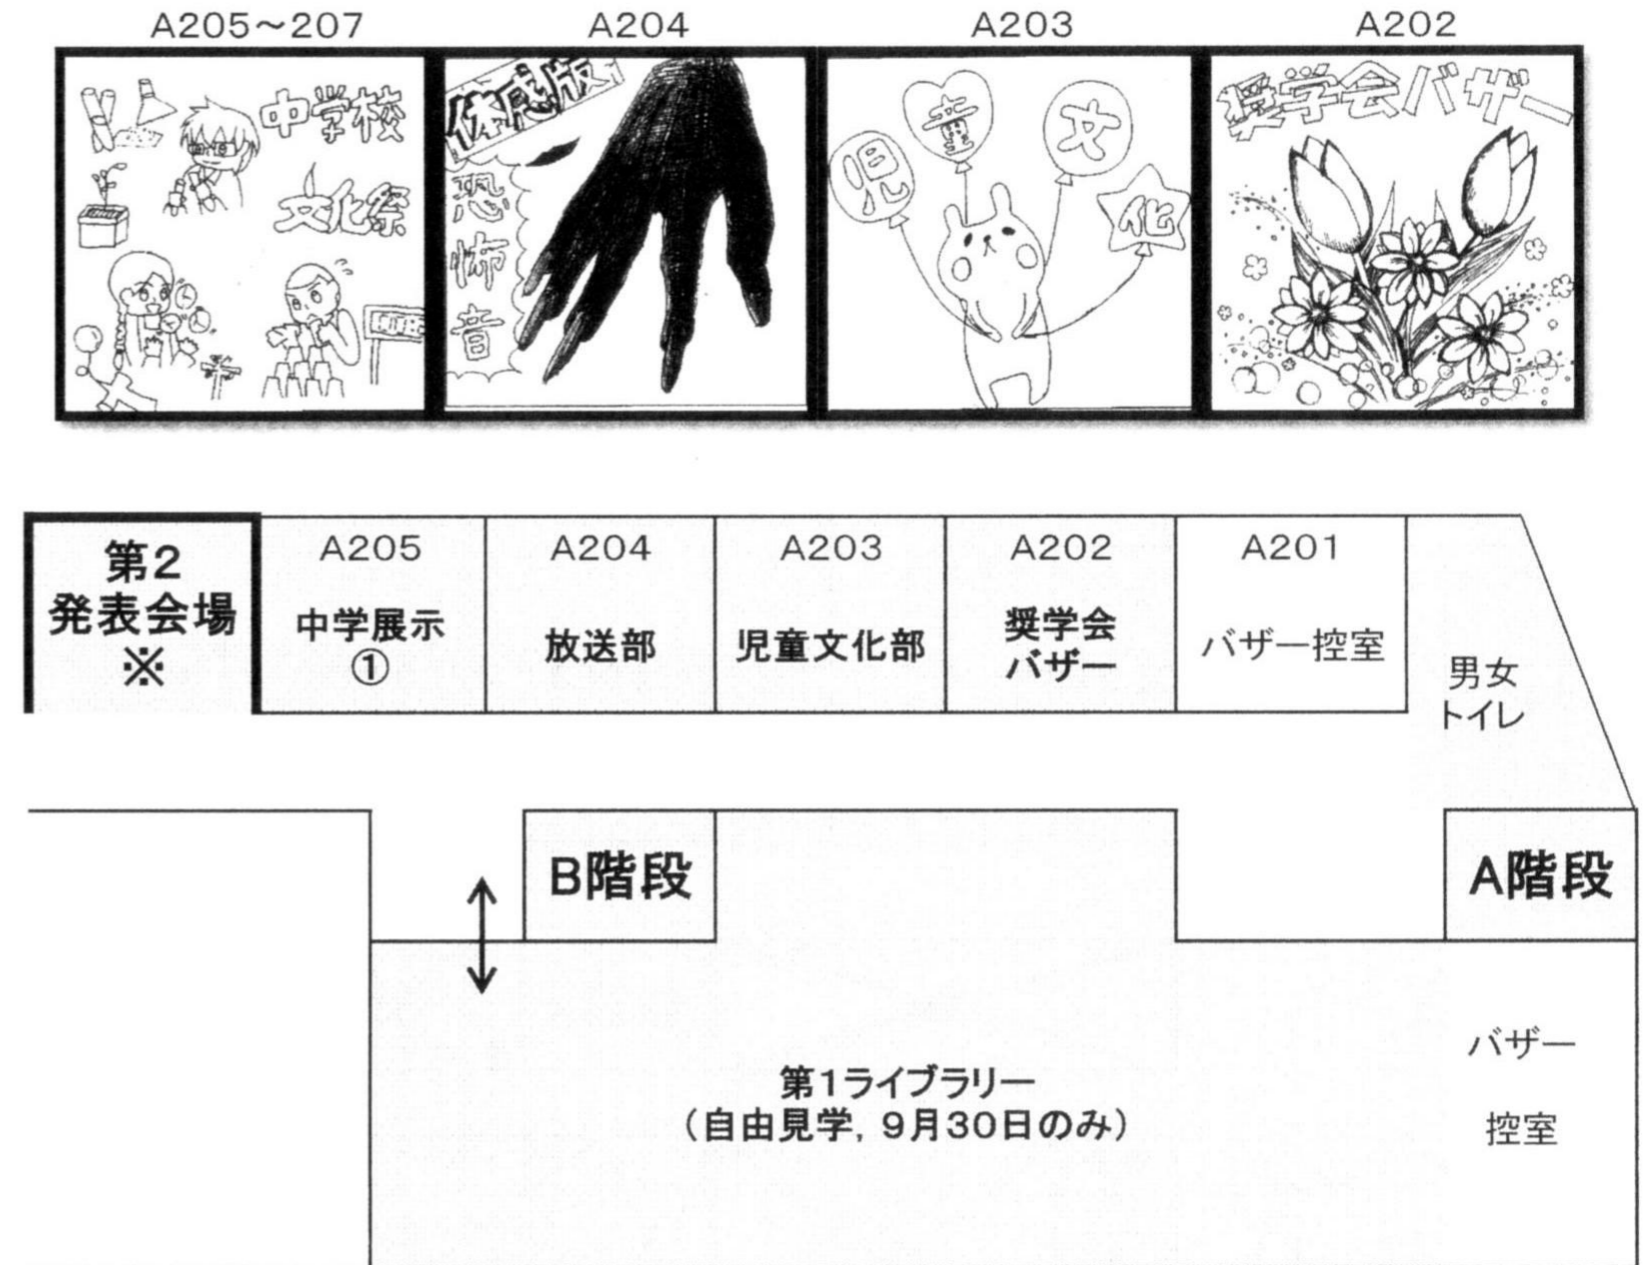 A205～207
A204
A203
A202
中学校
文化祭
体感版
恐怖音
児童文化
奨学会バザー
第2
発表会場
※
A205
中学展示
①
A204
放送部
A203
児童文化部
A202
奨学会
バザー
A201
バザー控室
男女
トイレ
B階段
A階段
第1ライブラリー
（自由見学，9月30日のみ）
バザー
控室